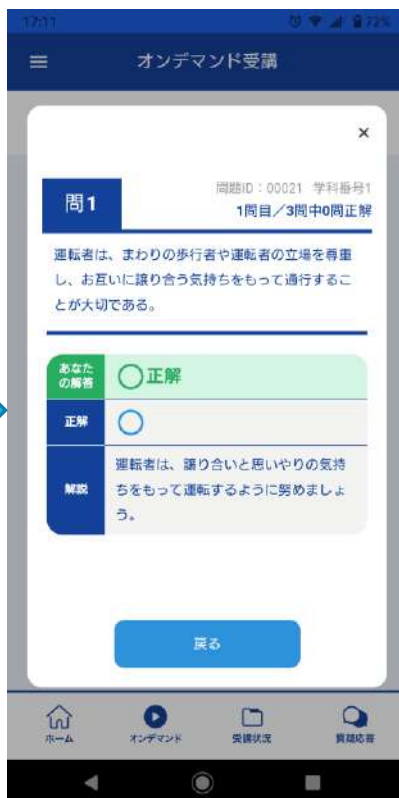 17:11
72%
オンデマンド受講
×
問1
問題ID：00021 学科番号1
1問目／3問中0問正解
運転者は、まわりの歩行者や運転者の立場を尊重
し、お互いに譲り合う気持ちをもって通行するこ
とが大切である。
あなた
の解答
◯正解
正解
◯
解説
運転者は、譲り合いと思いやりの気持
ちをもって運転するように努めましょ
う。
戻る
ホーム
オンデマンド
受講状況
質疑応答